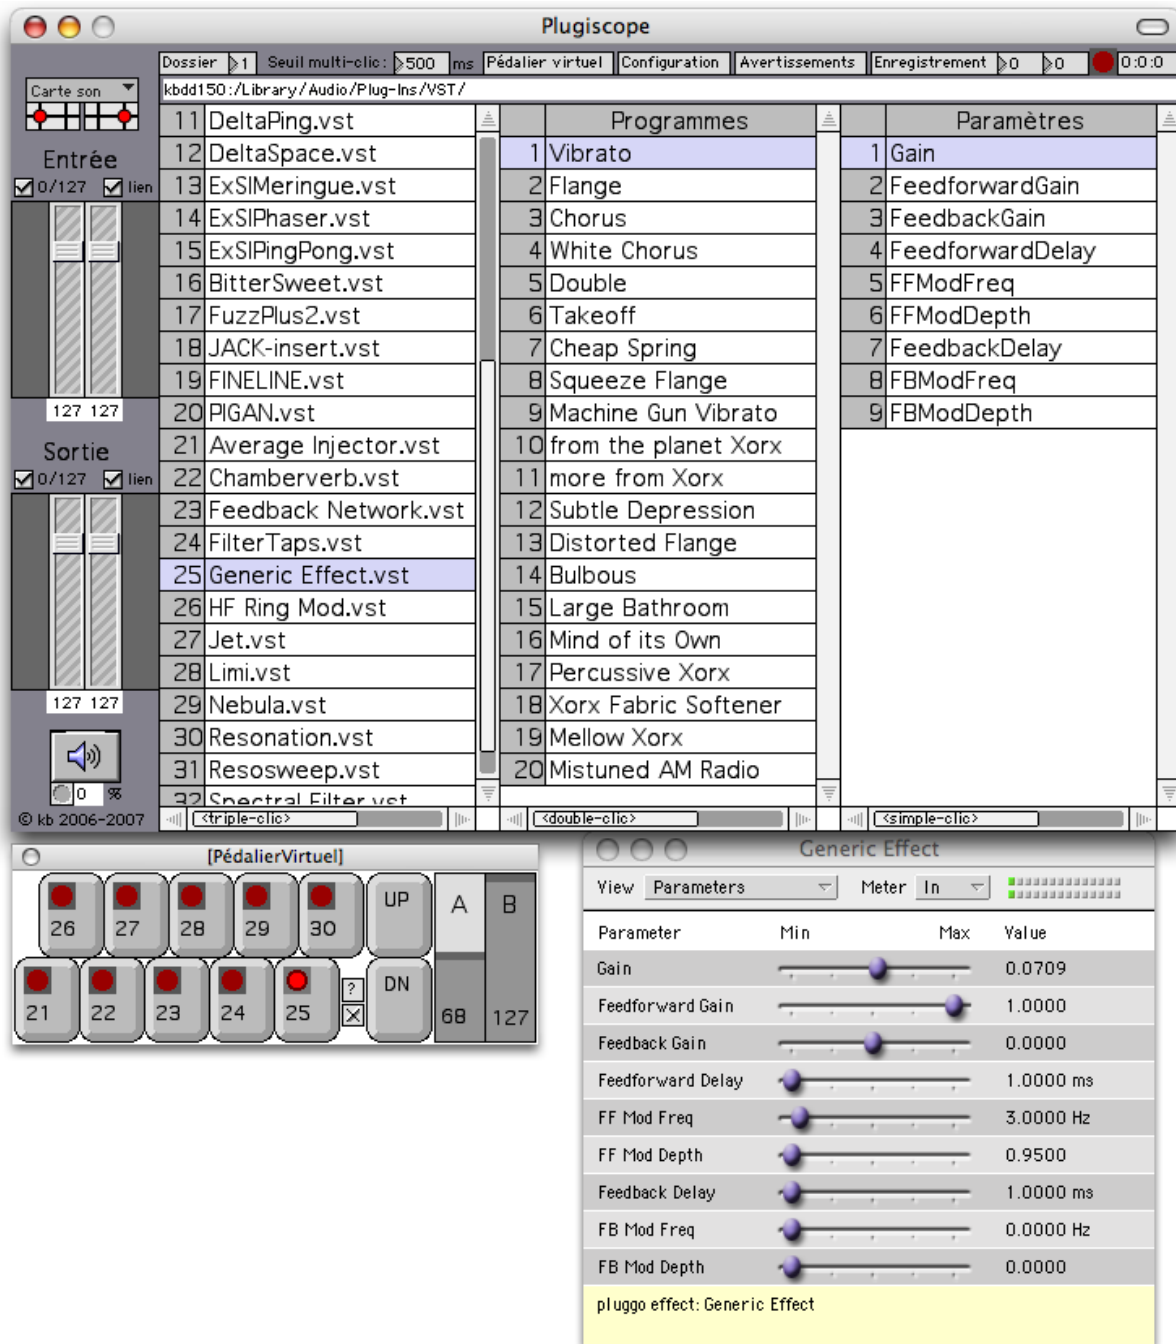 Plugiscope
Dossier 1 Seuil multi-clic: 500 ms Pédalier virtuel Configuration Avertissements Enregistrement 0 0 0:0:0
kbdd150:/Library/Audio/Plug-Ins/VST/
Carte son
Entrée
0/127 lien
127 127
Sortie
0/127 lien
127 127
0 %
© kb 2006-2007
11 DeltaPing.vst
12 DeltaSpace.vst
13 ExSIMeringue.vst
14 ExSIPhaser.vst
15 ExSIPingPong.vst
16 BitterSweet.vst
17 FuzzPlus2.vst
18 JACK-insert.vst
19 FINELINE.vst
20 PIGAN.vst
21 Average Injector.vst
22 Chamberverb.vst
23 Feedback Network.vst
24 FilterTaps.vst
25 Generic Effect.vst
26 HF Ring Mod.vst
27 Jet.vst
28 Limi.vst
29 Nebula.vst
30 Resonation.vst
31 Resosweep.vst
32 Spectral Filter.vst
<triple-clic>
Programmes
1 Vibrato
2 Flange
3 Chorus
4 White Chorus
5 Double
6 Takeoff
7 Cheap Spring
8 Squeeze Flange
9 Machine Gun Vibrato
10 from the planet Xorx
11 more from Xorx
12 Subtle Depression
13 Distorted Flange
14 Bulbous
15 Large Bathroom
16 Mind of its Own
17 Percussive Xorx
18 Xorx Fabric Softener
19 Mellow Xorx
20 Mistuned AM Radio
<double-clic>
Paramètres
1 Gain
2 FeedforwardGain
3 FeedbackGain
4 FeedforwardDelay
5 FFModFreq
6 FFModDepth
7 FeedbackDelay
8 FBModFreq
9 FBModDepth
<simple-clic>
[PédalierVirtuel]
26 27 28 29 30 UP A B
21 22 23 24 25 ? DN 68 127
Generic Effect
View Parameters Meter In
Parameter Min Max Value
Gain 0.0709
Feedforward Gain 1.0000
Feedback Gain 0.0000
Feedforward Delay 1.0000 ms
FF Mod Freq 3.0000 Hz
FF Mod Depth 0.9500
Feedback Delay 1.0000 ms
FB Mod Freq 0.0000 Hz
FB Mod Depth 0.0000
pluggo effect: Generic Effect